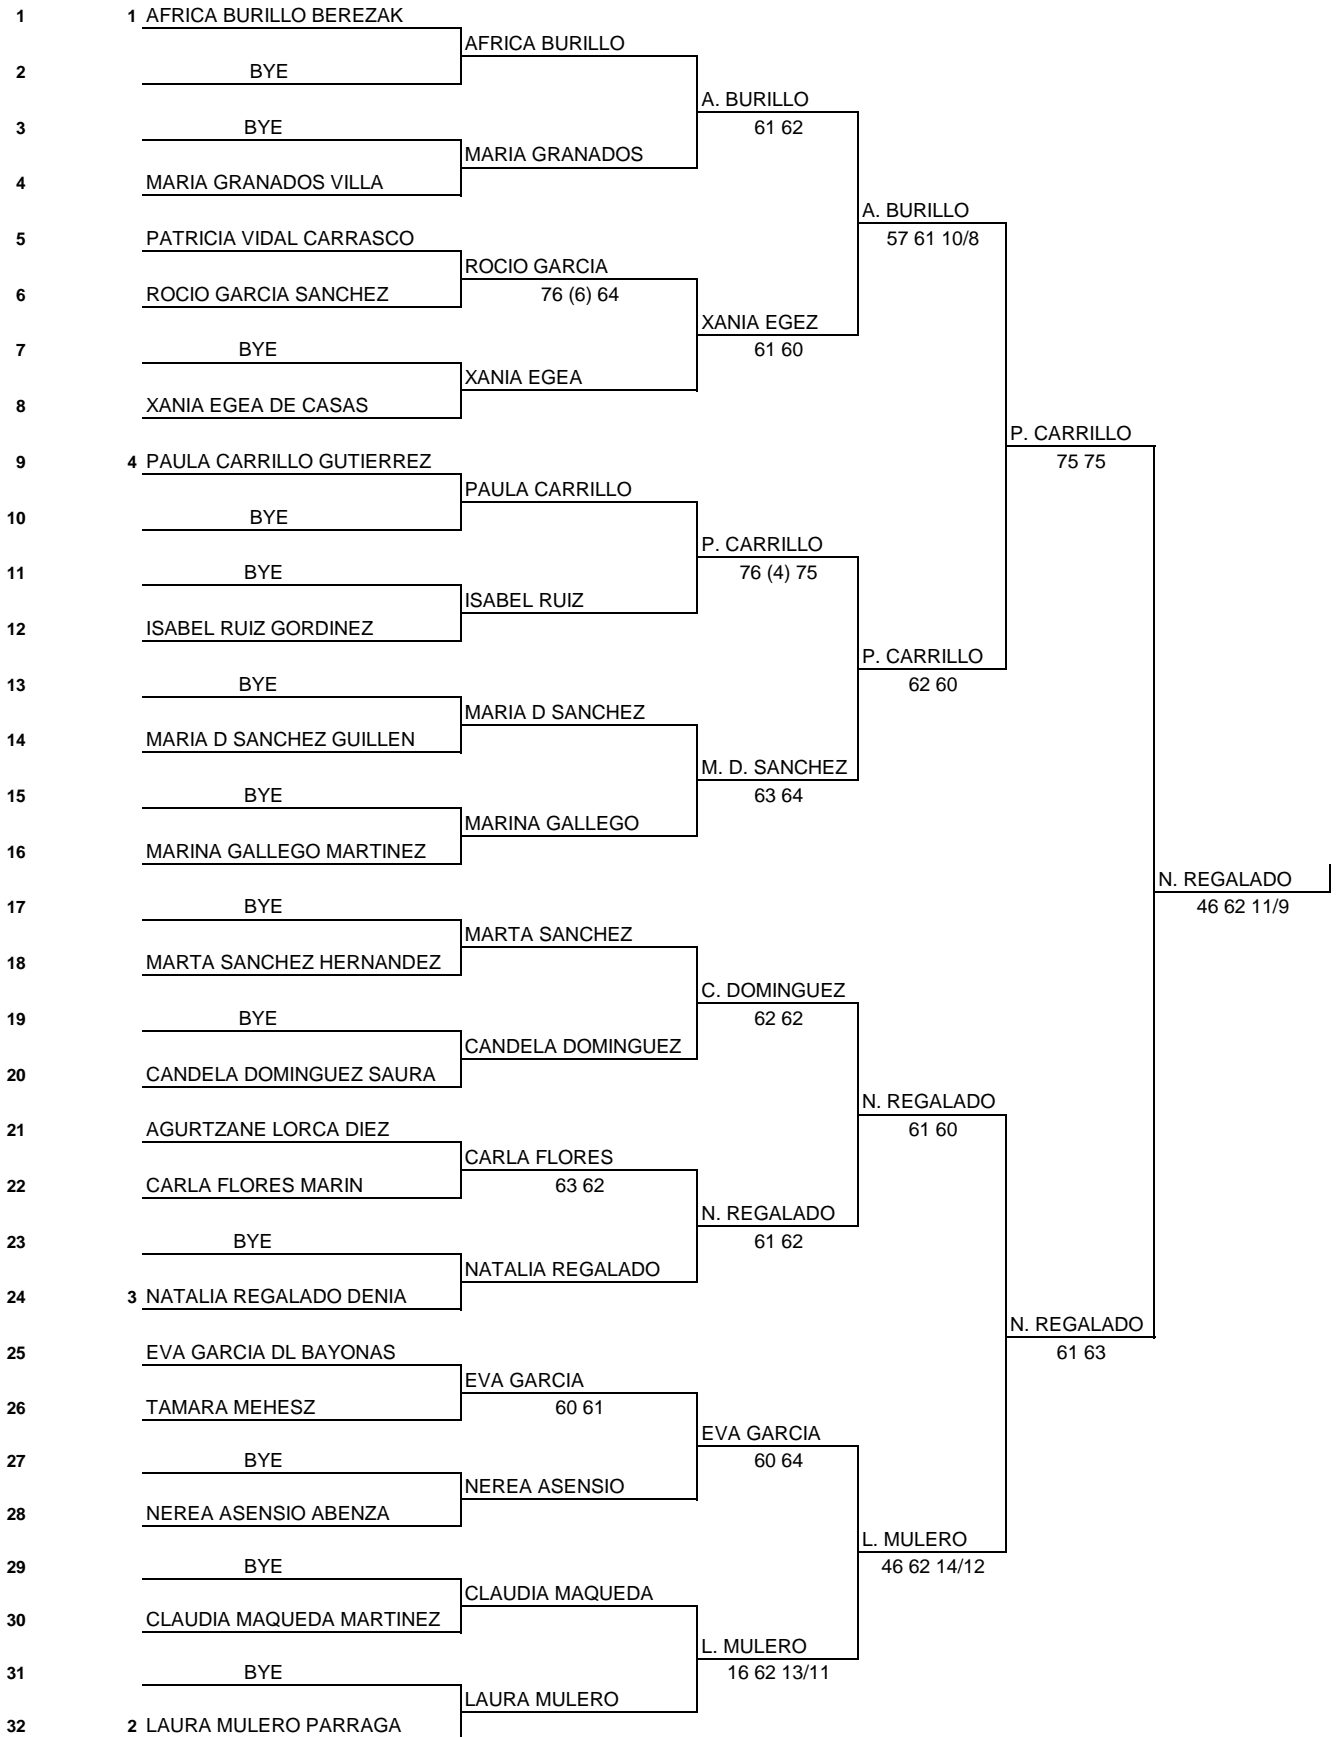 1 1 AFRICA BURILLO BEREZAK
AFRICA BURILLO
2 BYE
A. BURILLO
3 BYE 61 62
MARIA GRANADOS
4 MARIA GRANADOS VILLA
A. BURILLO
5 PATRICIA VIDAL CARRASCO 57 61 10/8
ROCIO GARCIA
6 ROCIO GARCIA SANCHEZ 76 (6) 64
XANIA EGEZ
7 BYE 61 60
XANIA EGEA
8 XANIA EGEA DE CASAS
P. CARRILLO
9 4 PAULA CARRILLO GUTIERREZ 75 75
PAULA CARRILLO
10 BYE
P. CARRILLO
11 BYE 76 (4) 75
ISABEL RUIZ
12 ISABEL RUIZ GORDINEZ
P. CARRILLO
13 BYE 62 60
MARIA D SANCHEZ
14 MARIA D SANCHEZ GUILLEN
M. D. SANCHEZ
15 BYE 63 64
MARINA GALLEGO
16 MARINA GALLEGO MARTINEZ
N. REGALADO
17 BYE 46 62 11/9
MARTA SANCHEZ
18 MARTA SANCHEZ HERNANDEZ
C. DOMINGUEZ
19 BYE 62 62
CANDELA DOMINGUEZ
20 CANDELA DOMINGUEZ SAURA
N. REGALADO
21 AGURTZANE LORCA DIEZ 61 60
CARLA FLORES
22 CARLA FLORES MARIN 63 62
N. REGALADO
23 BYE 61 62
NATALIA REGALADO
24 3 NATALIA REGALADO DENIA
N. REGALADO
25 EVA GARCIA DL BAYONAS 61 63
EVA GARCIA
26 TAMARA MEHESZ 60 61
EVA GARCIA
27 BYE 60 64
NEREA ASENSIO
28 NEREA ASENSIO ABENZA
L. MULERO
29 BYE 46 62 14/12
CLAUDIA MAQUEDA
30 CLAUDIA MAQUEDA MARTINEZ
L. MULERO
31 BYE 16 62 13/11
LAURA MULERO
32 2 LAURA MULERO PARRAGA